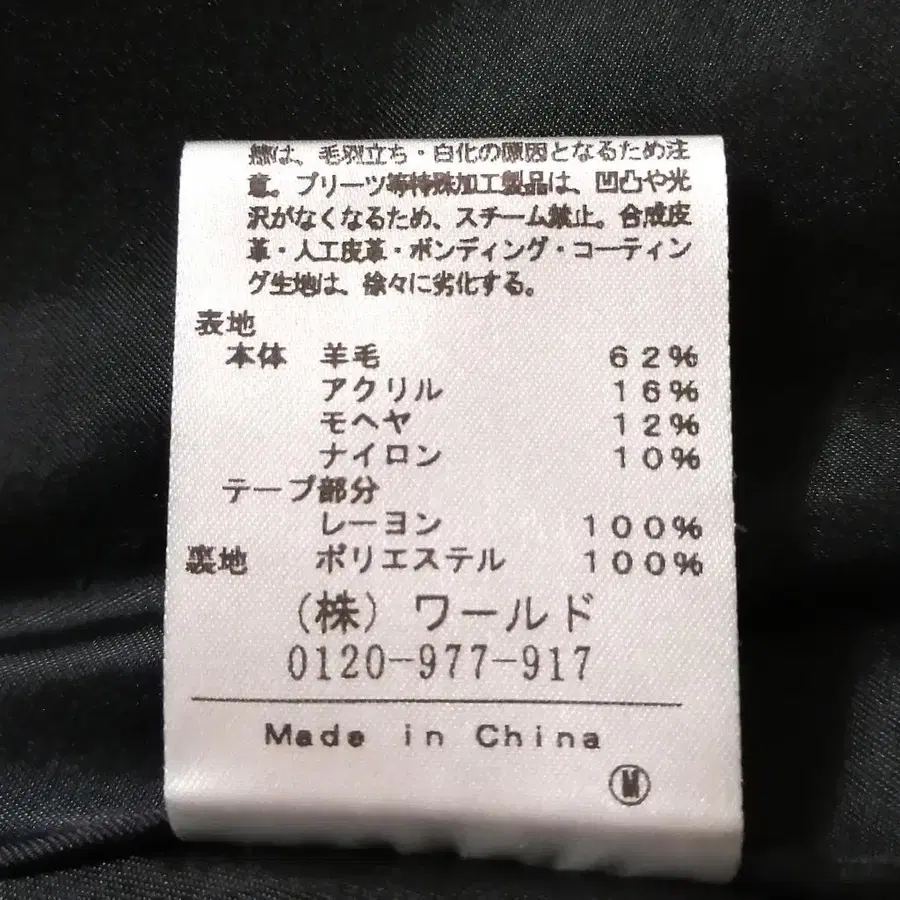 擦は、毛羽立ち・白化の原因となるため注
意。プリーツ等特殊加工製品は、凹凸や光
沢がなくなるため、スチーム禁止。合成皮
革・人工皮革・ボンディング・コーティン
グ生地は、徐々に劣化する。
表地
本体 羊毛 62%
アクリル 16%
モヘヤ 12%
ナイロン 10%
テープ部分
レーヨン 100%
裏地 ポリエステル 100%
(株)ワールド
0120-977-917
Made in China
M